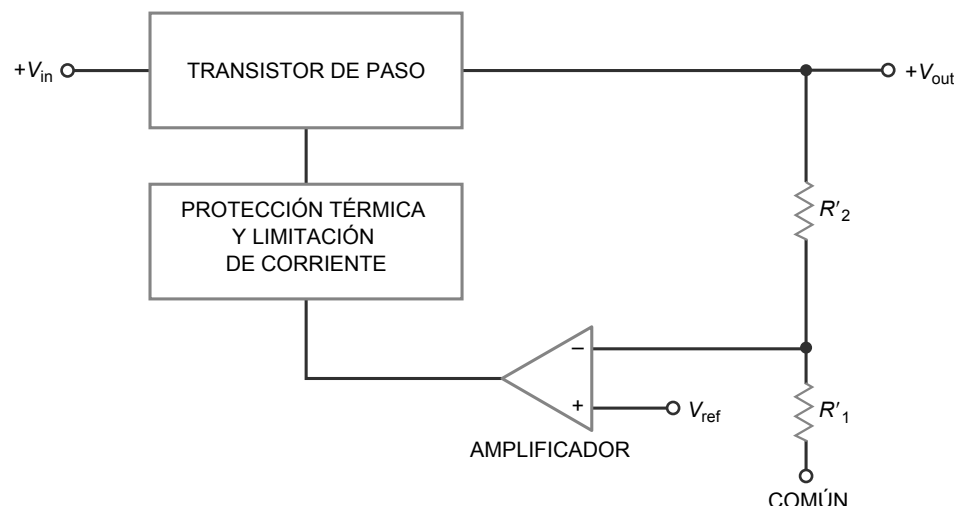 +Vin
TRANSISTOR DE PASO
+Vout
PROTECCIÓN TÉRMICA
Y LIMITACIÓN
DE CORRIENTE
R′2
−
+
Vref
R′1
AMPLIFICADOR
COMÚN